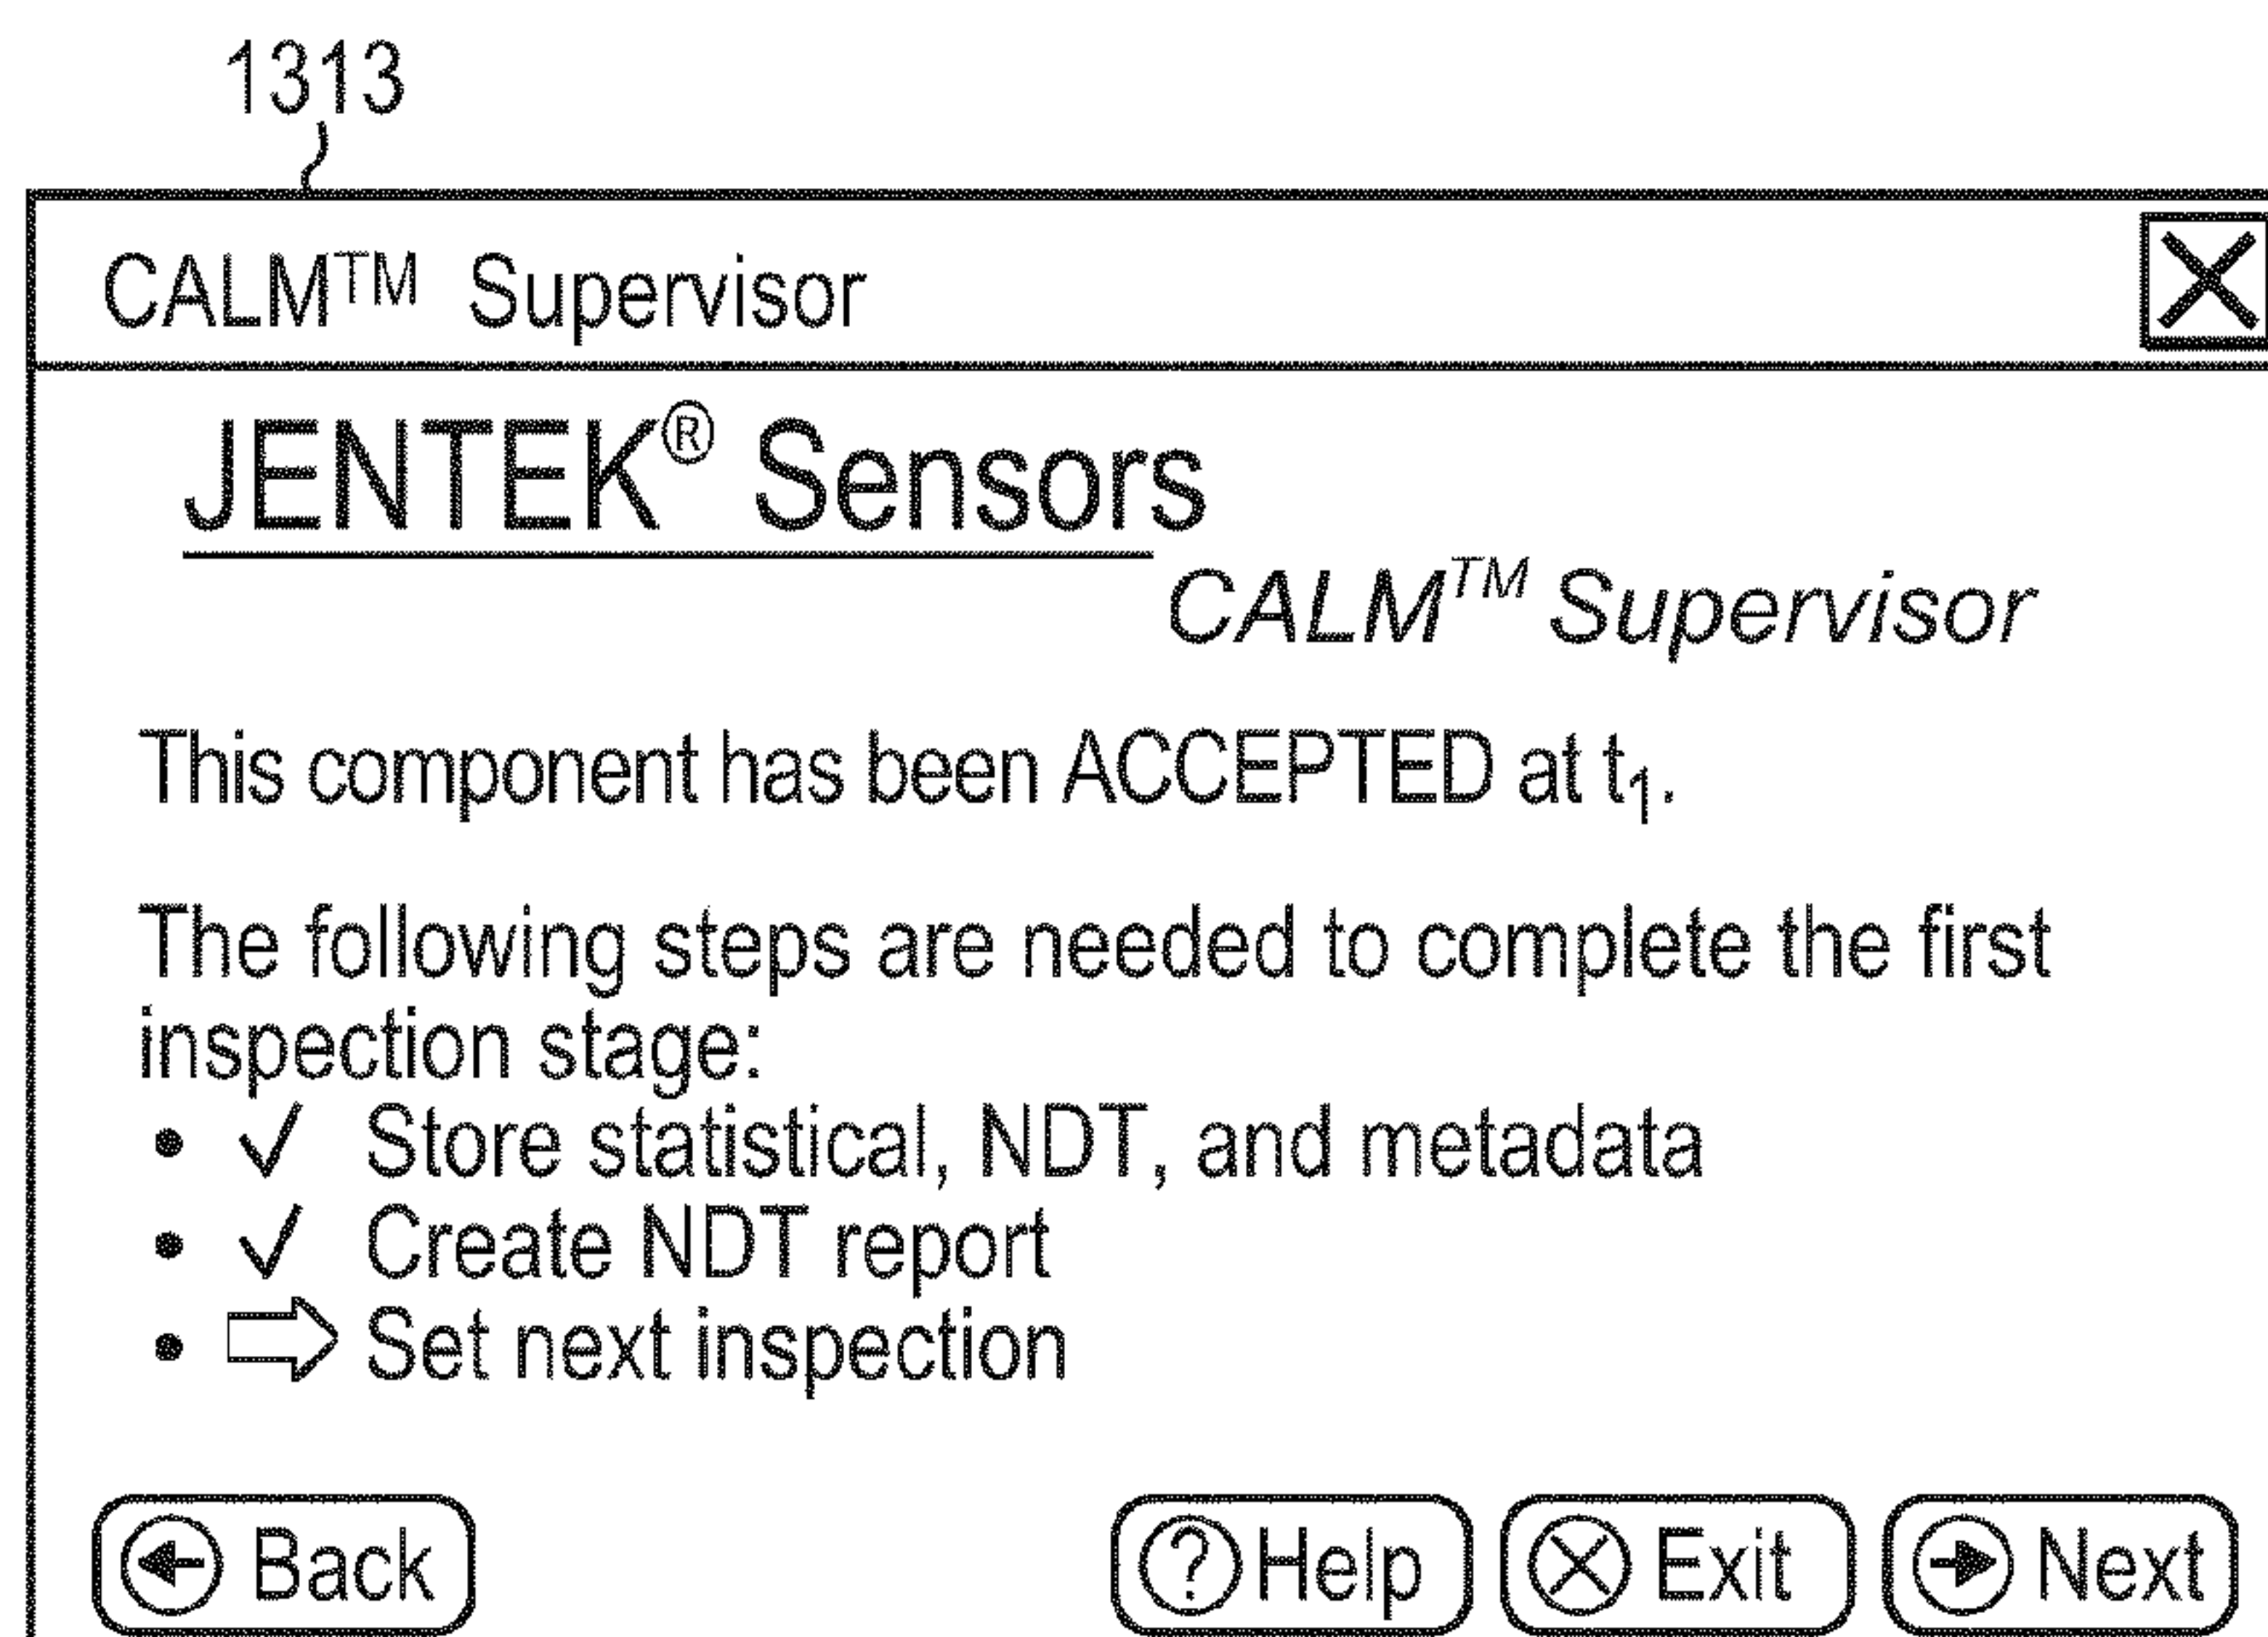 1313
CALM™ Supervisor
JENTEK® Sensors
CALM™ Supervisor
This component has been ACCEPTED at t₁.
The following steps are needed to complete the first
inspection stage:
• ✓ Store statistical, NDT, and metadata
• ✓ Create NDT report
• ⇨ Set next inspection
Back Help Exit Next